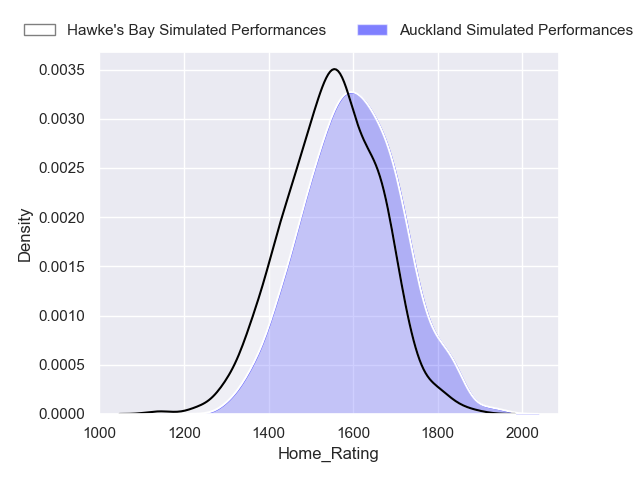 Hawke's Bay Simulated Performances Auckland Simulated Performances
0.0035
0.0030
0.0025
0.0020
0.0015
0.0010
0.0005
0.0000
Density
1000 1200 1400 1600 1800 2000
Home_Rating